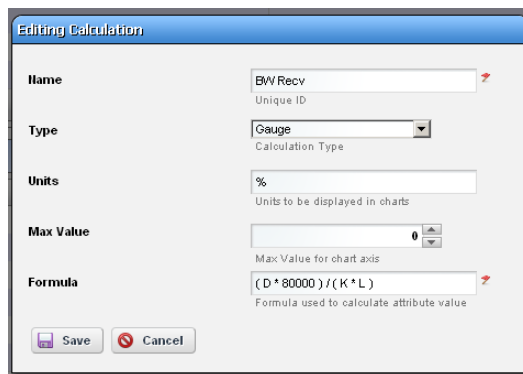 Editing Calculation
Name
BW Recv
Unique ID
Type
Gauge
Calculation Type
Units
%
Units to be displayed in charts
Max Value
0
Max Value for chart axis
Formula
( D * 80000 ) / ( K * L )
Formula used to calculate attribute value
Save
Cancel